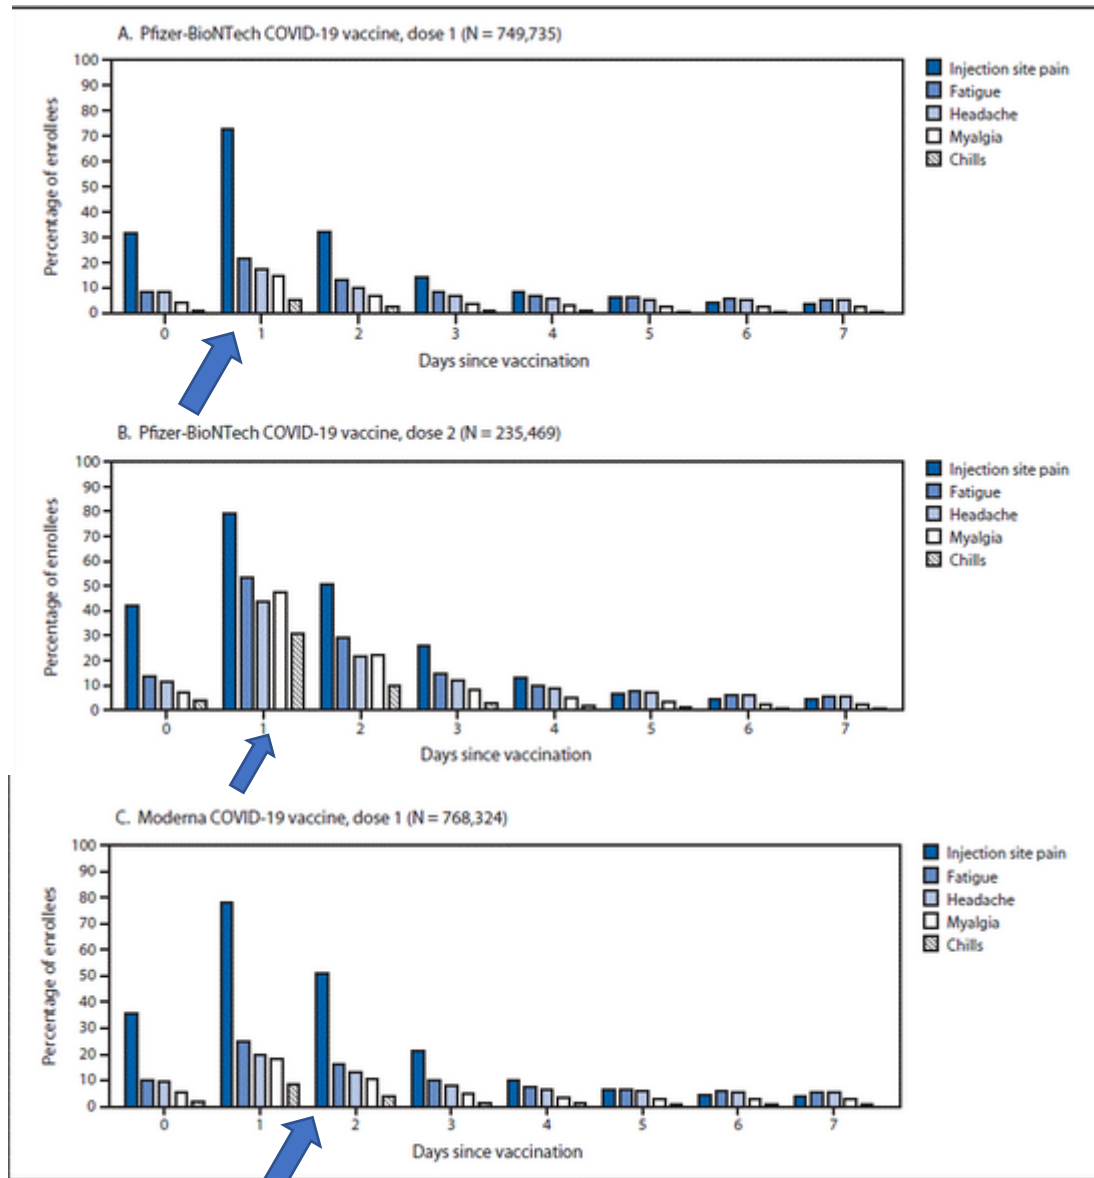 A. Pfizer-BioNTech COVID-19 vaccine, dose 1 (N = 749,735)
Percentage of enrollees
100
90
80
70
60
50
40
30
20
10
0
0 1 2 3 4 5 6 7
Days since vaccination
Injection site pain
Fatigue
Headache
Myalgia
Chills
B. Pfizer-BioNTech COVID-19 vaccine, dose 2 (N = 235,469)
Percentage of enrollees
100
90
80
70
60
50
40
30
20
10
0
0 1 2 3 4 5 6 7
Days since vaccination
Injection site pain
Fatigue
Headache
Myalgia
Chills
C. Moderna COVID-19 vaccine, dose 1 (N = 768,324)
Percentage of enrollees
100
90
80
70
60
50
40
30
20
10
0
0 1 2 3 4 5 6 7
Days since vaccination
Injection site pain
Fatigue
Headache
Myalgia
Chills